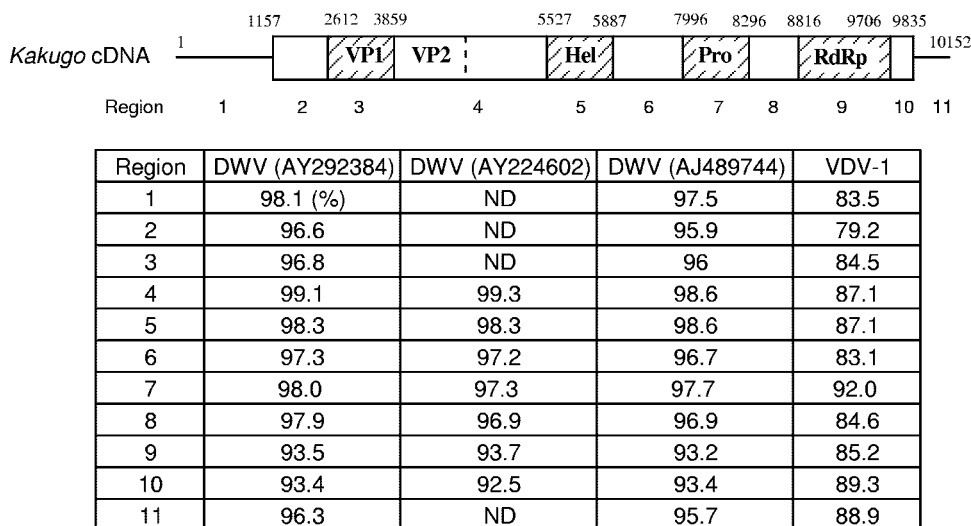 1157 2612 3859 5527 5887 7996 8296 8816 9706 9835
Kakugo cDNA 1 VP1 VP2 Hel Pro RdRp 10152
Region 1 2 3 4 5 6 7 8 9 10 11
Region DWV (AY292384) DWV (AY224602) DWV (AJ489744) VDV-1
1 98.1 (%) ND 97.5 83.5
2 96.6 ND 95.9 79.2
3 96.8 ND 96 84.5
4 99.1 99.3 98.6 87.1
5 98.3 98.3 98.6 87.1
6 97.3 97.2 96.7 83.1
7 98.0 97.3 97.7 92.0
8 97.9 96.9 96.9 84.6
9 93.5 93.7 93.2 85.2
10 93.4 92.5 93.4 89.3
11 96.3 ND 95.7 88.9